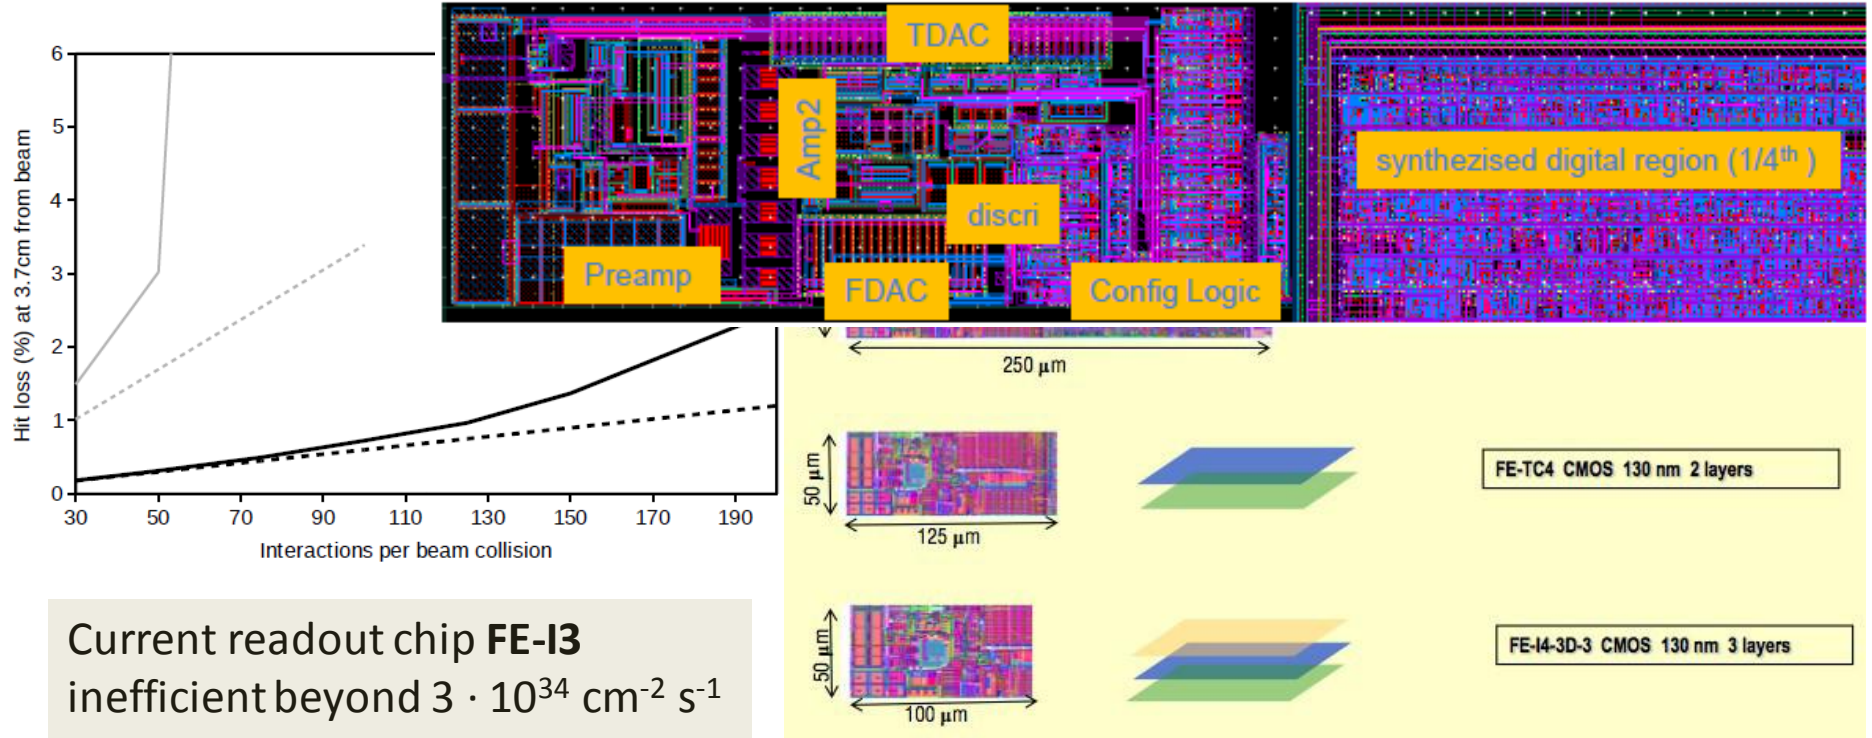 Hit loss (%) at 3.7cm from beam
6
5
4
3
2
1
0
30 50 70 90 110 130 150 170 190
Interactions per beam collision
TDAC
Amp2
discri
Preamp
FDAC
Config Logic
synthezised digital region (1/4th )
250 μm
50 μm
125 μm
FE-TC4 CMOS 130 nm 2 layers
50 μm
100 μm
FE-I4-3D-3 CMOS 130 nm 3 layers
Current readout chip FE-I3
inefficient beyond 3 · 10³⁴ cm⁻² s⁻¹